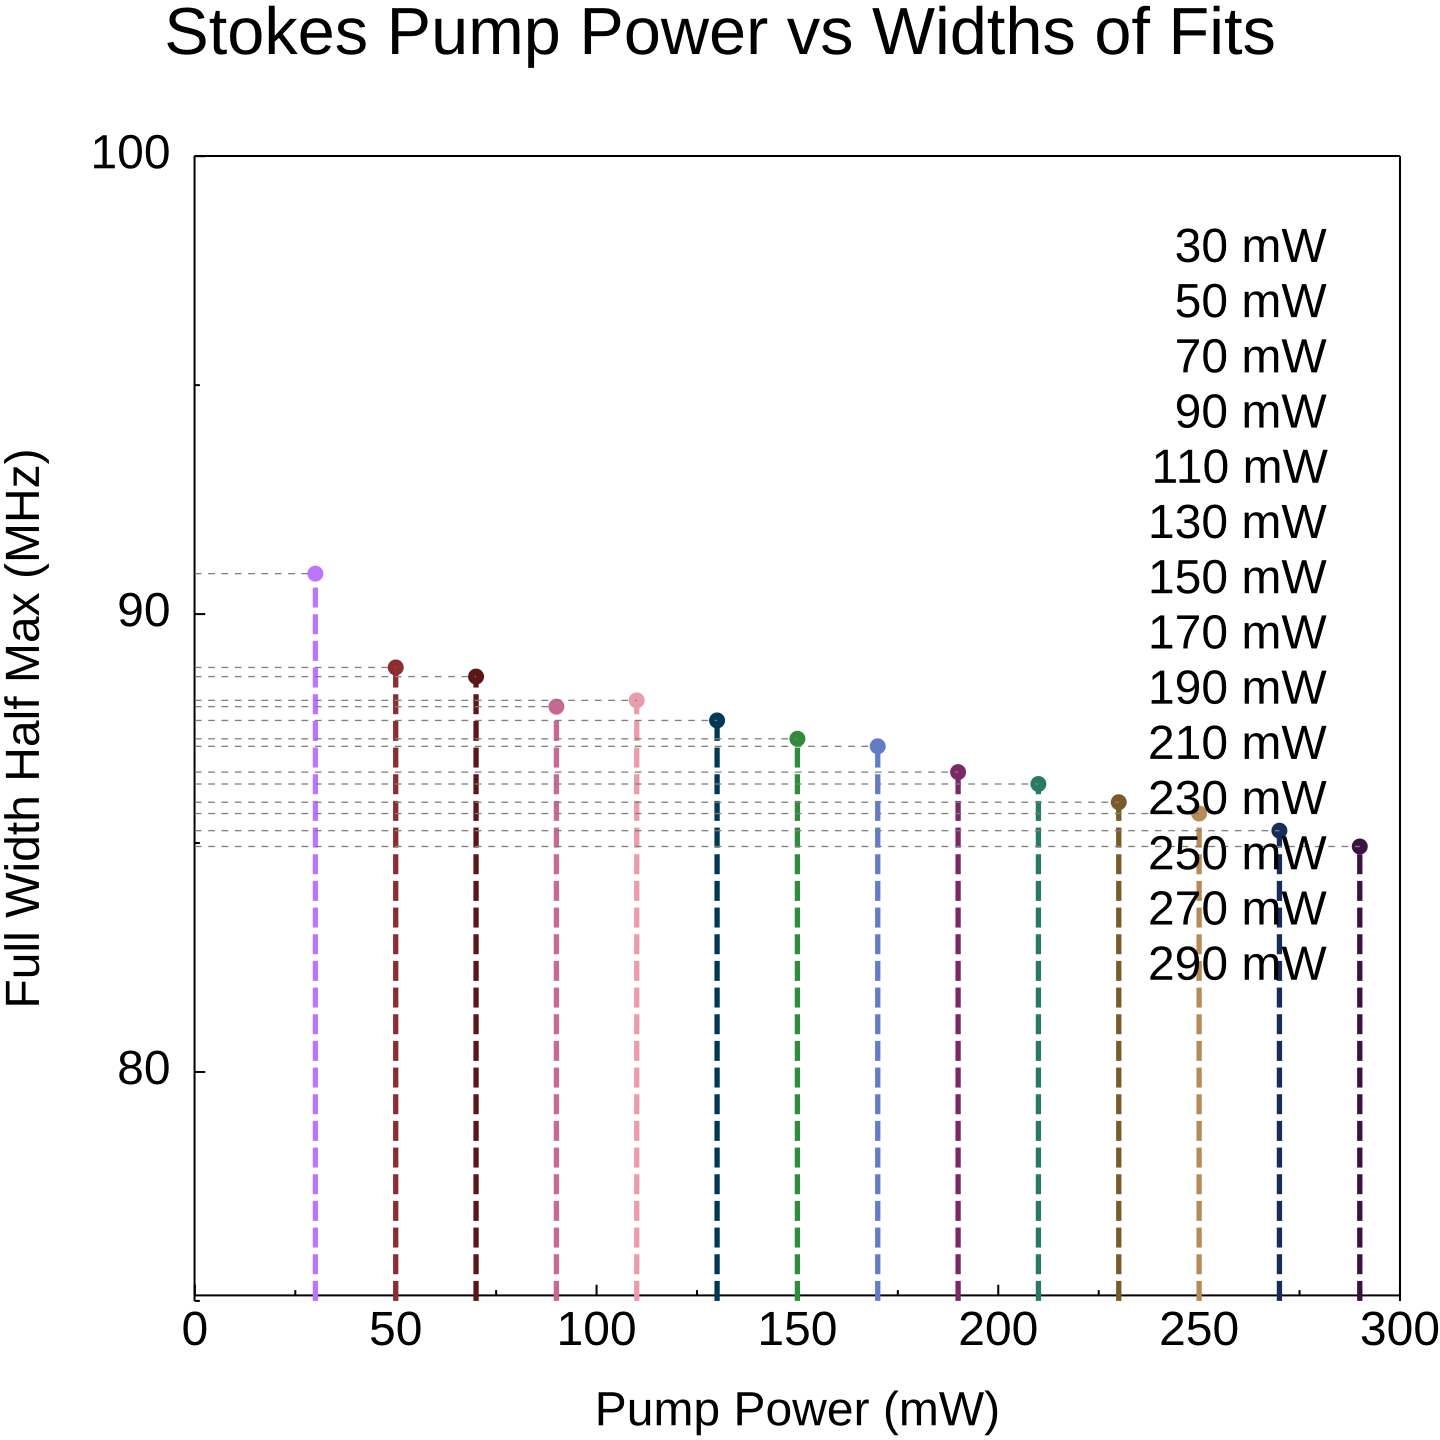 Stokes Pump Power vs Widths of Fits
100
90
80
Full Width Half Max (MHz)
30 mW
50 mW
70 mW
90 mW
110 mW
130 mW
150 mW
170 mW
190 mW
210 mW
230 mW
250 mW
270 mW
290 mW
0 50 100 150 200 250 300
Pump Power (mW)